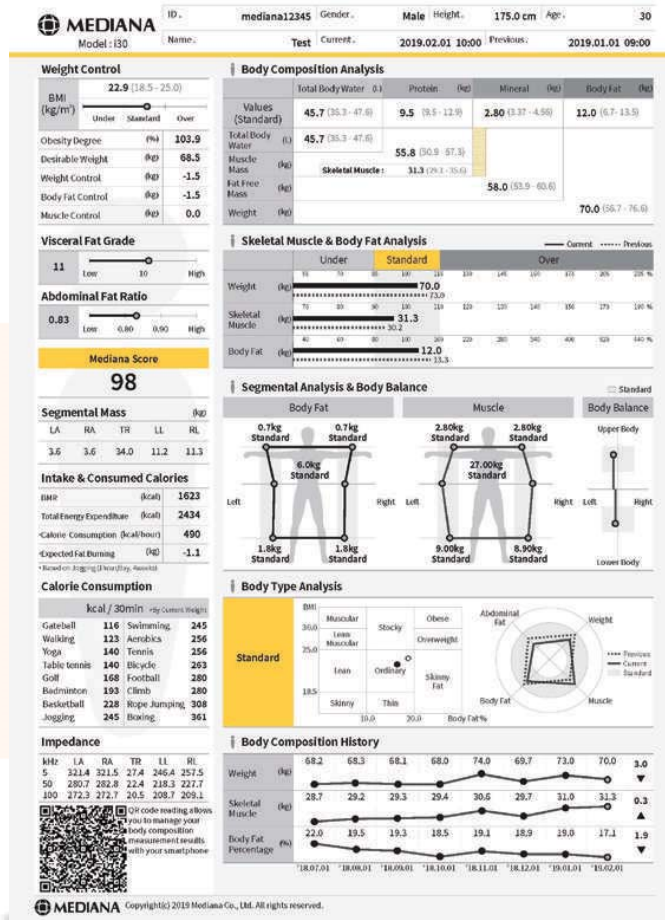 MEDIANA
Model : i30
ID . mediana12345 Gender . Male Height . 175.0 cm Age . 30
Name . Test Current . 2019.02.01 10:00 Previous . 2019.01.01 09:00
Weight Control
BMI (kg/m²) 22.9 (18.5 - 25.0)
Under Standard Over
Obesity Degree (%) 103.9
Desirable Weight (kg) 68.5
Weight Control (kg) -1.5
Body Fat Control (kg) -1.5
Muscle Control (kg) 0.0
Visceral Fat Grade
11 Low 10 High
Abdominal Fat Ratio
0.83 Low 0.80 0.90 High
Mediana Score
98
Segmental Mass (kg)
LA RA TR LL RL
3.6 3.6 34.0 11.2 11.3
Intake & Consumed Calories
BMR (kcal) 1623
Total Energy Expenditure (kcal) 2434
*Calorie Consumption (kcal/hour) 490
*Expected Fat Burning (kg) -1.1
* Based on Jogging (1hour/day, 4weeks)
Calorie Consumption
kcal / 30min *By Current Weight
Gateball 116 Swimming 245
Walking 123 Aerobics 256
Yoga 140 Tennis 256
Table tennis 140 Bicycle 263
Golf 168 Football 280
Badminton 193 Climb 280
Basketball 228 Rope Jumping 308
Jogging 245 Boxing 361
Impedance
kHz LA RA TR LL RL
5 321.4 321.5 27.4 246.4 257.5
50 280.7 282.8 22.4 218.3 227.7
100 272.3 272.7 20.5 208.7 209.1
QR code reading allows
you to manage your
body composition
measurement results
with your smartphone
Body Composition Analysis
Total Body Water (L) Protein (kg) Mineral (kg) Body Fat (kg)
Values (Standard) 45.7 (35.3 - 47.6) 9.5 (9.5 - 12.9) 2.80 (3.37 - 4.56) 12.0 (6.7 - 13.5)
Total Body Water (L) 45.7 (35.3 - 47.6)
Muscle Mass (kg) 55.8 (50.9 - 57.3)
Skeletal Muscle : 31.3 (29.1 - 35.6)
Fat Free Mass (kg) 58.0 (53.9 - 60.6)
Weight (kg) 70.0 (56.7 - 76.6)
Skeletal Muscle & Body Fat Analysis
Current Previous
Under Standard Over
Weight (kg) 70.0
73.0
Skeletal Muscle (kg) 31.3
30.2
Body Fat (kg) 12.0
13.3
Segmental Analysis & Body Balance
Standard
Body Fat Muscle Body Balance
0.7kg Standard 0.7kg Standard
6.0kg Standard
Left Right
1.8kg Standard 1.8kg Standard
2.80kg Standard 2.80kg Standard
27.00kg Standard
Left Right
9.00kg Standard 8.90kg Standard
Upper Body
Left Right
Lower Body
Body Type Analysis
Standard
BMI
30.0
25.0
18.5
Muscular Stocky Obese
Lean Muscular Overweight
Lean Ordinary Skinny Fat
Skinny Thin
10.0 20.0 Body Fat %
Abdominal Fat Weight
Body Fat Muscle
Previous
Current
Standard
Body Composition History
Weight (kg) 68.2 68.3 68.1 68.0 74.0 69.7 73.0 70.0 3.0 ▼
Skeletal Muscle (kg) 28.7 29.2 29.3 29.4 30.6 29.7 31.0 31.3 0.3 ▲
Body Fat Percentage (%) 22.0 19.5 19.3 18.5 19.1 18.9 19.0 17.1 1.9 ▼
'18.07.01 '18.08.01 '18.09.01 '18.10.01 '18.11.01 '18.12.01 '19.01.01 '19.02.01
MEDIANA Copyright(c) 2019 Mediana Co., Ltd. All rights reserved.